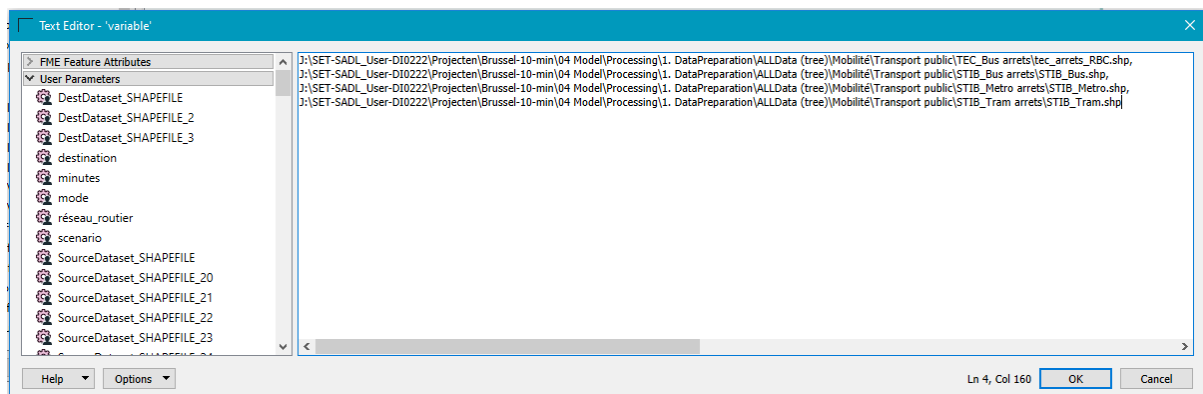 Text Editor - 'variable'
FME Feature Attributes
User Parameters
DestDataset_SHAPEFILE
DestDataset_SHAPEFILE_2
DestDataset_SHAPEFILE_3
destination
minutes
mode
réseau_routier
scenario
SourceDataset_SHAPEFILE
SourceDataset_SHAPEFILE_20
SourceDataset_SHAPEFILE_21
SourceDataset_SHAPEFILE_22
SourceDataset_SHAPEFILE_23
J:\SET-SADL_User-DI0222\Projecten\Brussel-10-min\04 Model\Processing\1. DataPreparation\ALLData (tree)\Mobilité\Transport public\TEC_Bus arrets\tec_arrets_RBC.shp,
J:\SET-SADL_User-DI0222\Projecten\Brussel-10-min\04 Model\Processing\1. DataPreparation\ALLData (tree)\Mobilité\Transport public\STIB_Bus arrets\STIB_Bus.shp,
J:\SET-SADL_User-DI0222\Projecten\Brussel-10-min\04 Model\Processing\1. DataPreparation\ALLData (tree)\Mobilité\Transport public\STIB_Metro arrets\STIB_Metro.shp,
J:\SET-SADL_User-DI0222\Projecten\Brussel-10-min\04 Model\Processing\1. DataPreparation\ALLData (tree)\Mobilité\Transport public\STIB_Tram arrets\STIB_Tram.shp
Help
Options
Ln 4, Col 160
OK
Cancel